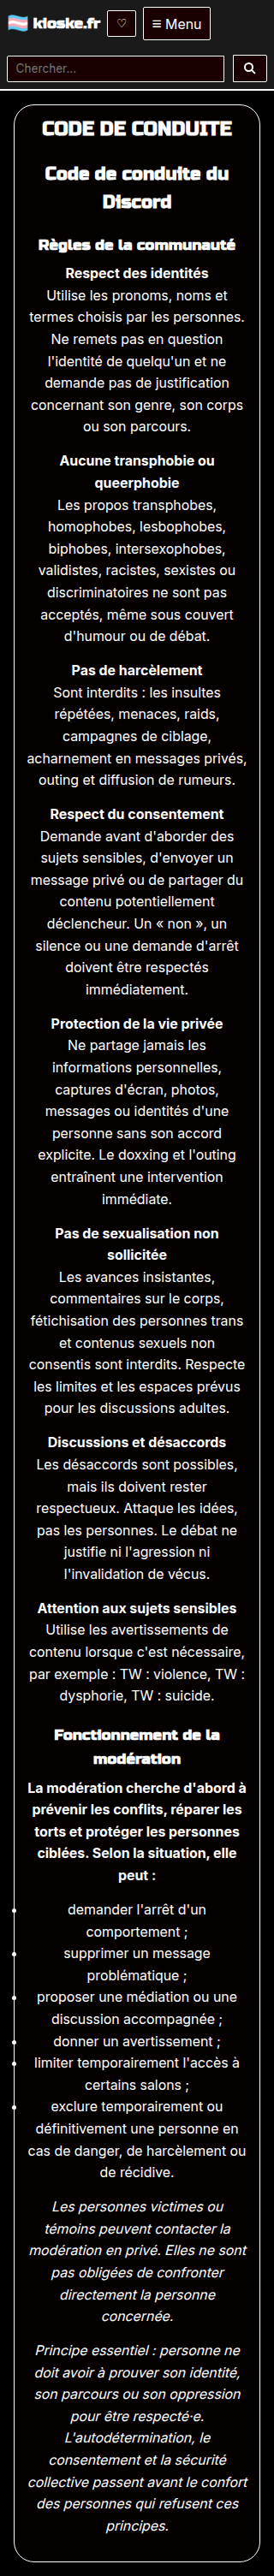 🏳️‍⚧️ kloske.fr ♡ ≡ Menu
Chercher...
CODE DE CONDUITE
Code de conduite du
Discord
Règles de la communauté
Respect des identités
Utilise les pronoms, noms et
termes choisis par les personnes.
Ne remets pas en question
l'identité de quelqu'un et ne
demande pas de justification
concernant son genre, son corps
ou son parcours.
Aucune transphobie ou
queerphobie
Les propos transphobes,
homophobes, lesbophobes,
biphobes, intersexophobes,
validistes, racistes, sexistes ou
discriminatoires ne sont pas
acceptés, même sous couvert
d'humour ou de débat.
Pas de harcèlement
Sont interdits : les insultes
répétées, menaces, raids,
campagnes de ciblage,
acharnement en messages privés,
outing et diffusion de rumeurs.
Respect du consentement
Demande avant d'aborder des
sujets sensibles, d'envoyer un
message privé ou de partager du
contenu potentiellement
déclencheur. Un « non », un
silence ou une demande d'arrêt
doivent être respectés
immédiatement.
Protection de la vie privée
Ne partage jamais les
informations personnelles,
captures d'écran, photos,
messages ou identités d'une
personne sans son accord
explicite. Le doxxing et l'outing
entraînent une intervention
immédiate.
Pas de sexualisation non
sollicitée
Les avances insistantes,
commentaires sur le corps,
fétichisation des personnes trans
et contenus sexuels non
consentis sont interdits. Respecte
les limites et les espaces prévus
pour les discussions adultes.
Discussions et désaccords
Les désaccords sont possibles,
mais ils doivent rester
respectueux. Attaque les idées,
pas les personnes. Le débat ne
justifie ni l'agression ni
l'invalidation de vécus.
Attention aux sujets sensibles
Utilise les avertissements de
contenu lorsque c'est nécessaire,
par exemple : TW : violence, TW :
dysphorie, TW : suicide.
Fonctionnement de la
modération
La modération cherche d'abord à
prévenir les conflits, réparer les
torts et protéger les personnes
ciblées. Selon la situation, elle
peut :
• demander l'arrêt d'un
comportement ;
• supprimer un message
problématique ;
• proposer une médiation ou une
discussion accompagnée ;
• donner un avertissement ;
• limiter temporairement l'accès à
certains salons ;
• exclure temporairement ou
définitivement une personne en
cas de danger, de harcèlement ou
de récidive.
Les personnes victimes ou
témoins peuvent contacter la
modération en privé. Elles ne sont
pas obligées de confronter
directement la personne
concernée.
Principe essentiel : personne ne
doit avoir à prouver son identité,
son parcours ou son oppression
pour être respecté·e.
L'autodétermination, le
consentement et la sécurité
collective passent avant le confort
des personnes qui refusent ces
principes.